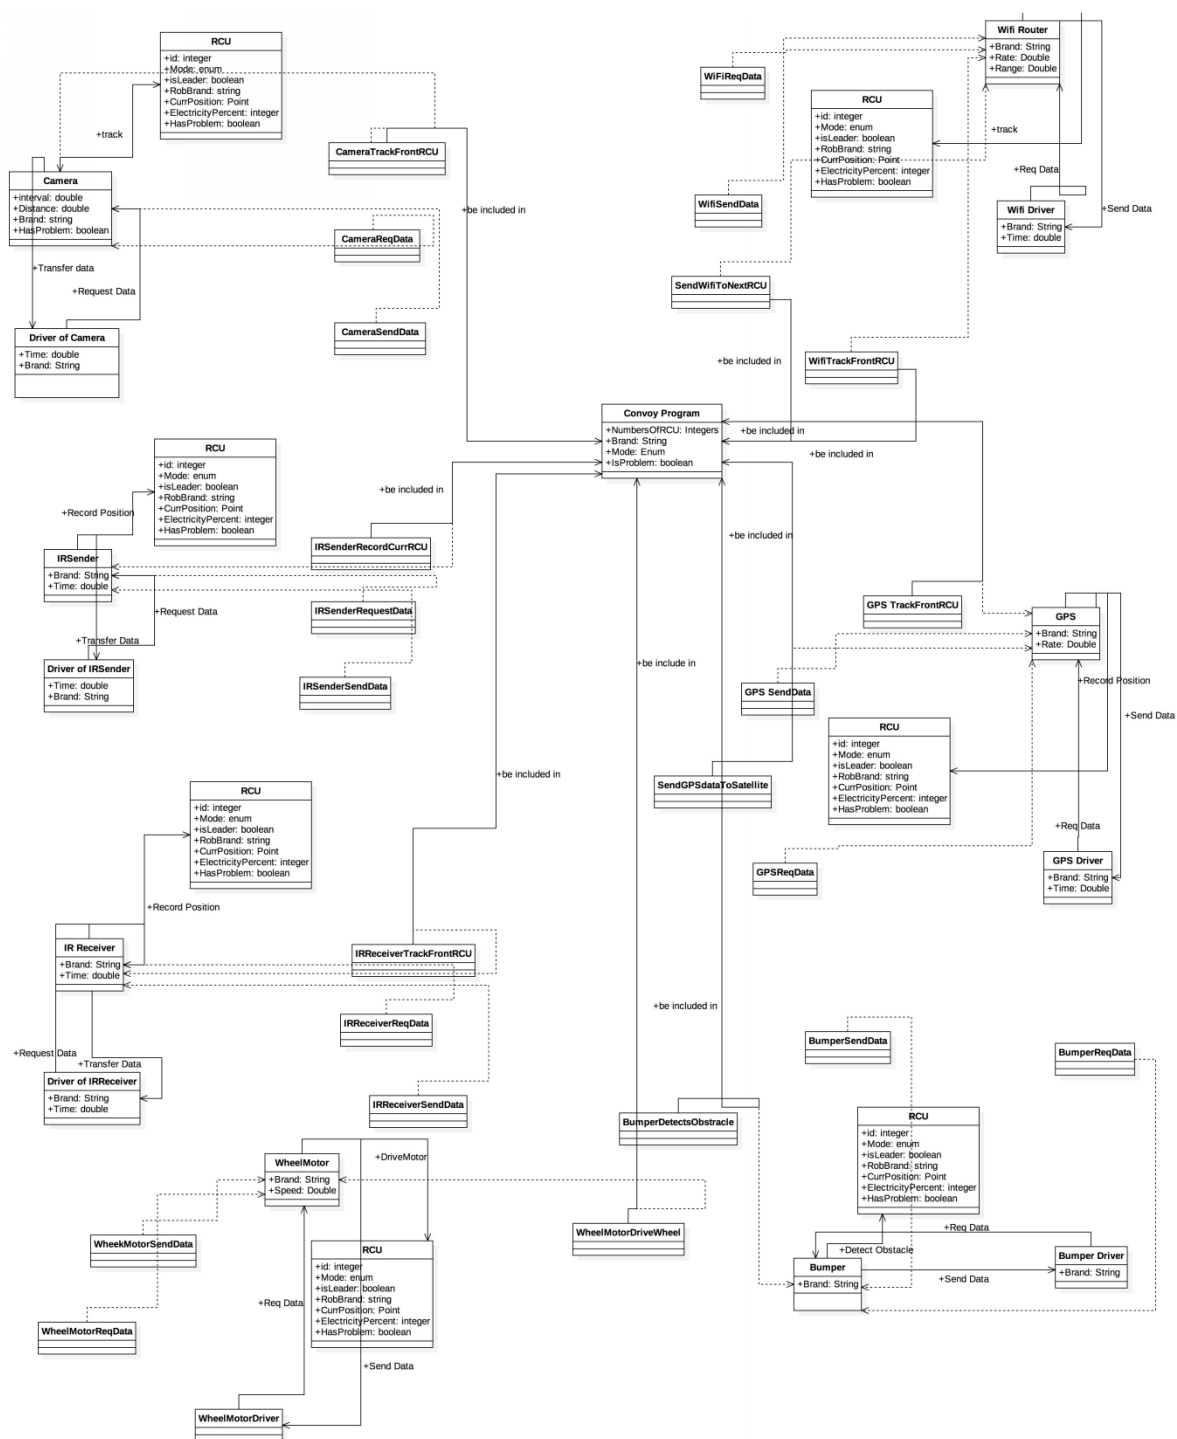 RCU
+id: integer
+Mode: enum
+isLeader: boolean
+RobBrand: string
+CurrPosition: Point
+ElectricityPercent: integer
+HasProblem: boolean
+track
CameraTrackFrontRCU
Camera
+interval: double
+Distance: double
+Brand: string
+HasProblem: boolean
+be included in
CameraReqData
+Transfer data
+Request Data
CameraSendData
Driver of Camera
+Time: double
+Brand: String
Wifi Router
+Brand: String
+Rate: Double
+Range: Double
WiFiReqData
RCU
+id: integer
+Mode: enum
+isLeader: boolean
+RobBrand: string
+CurrPosition: Point
+ElectricityPercent: integer
+HasProblem: boolean
+track
+Req Data
WifiSendData
+Send Data
Wifi Driver
+Brand: String
+Time: double
SendWifiToNextRCU
WifiTrackFrontRCU
+be included in
Convoy Program
+NumbersOfRCU: Integers
+Brand: String
+Mode: Enum
+IsProblem: boolean
+be included in
+be included in
RCU
+id: integer
+Mode: enum
+isLeader: boolean
+RobBrand: string
+CurrPosition: Point
+ElectricityPercent: integer
+HasProblem: boolean
+be included in
+Record Position
IRSenderRecordCurrRCU
+be included in
IRSender
+Brand: String
+Time: double
+Request Data
IRSenderRequestData
+Transfer Data
Driver of IRSender
+Time: double
+Brand: String
IRSenderSendData
+be include in
GPS TrackFrontRCU
GPS
+Brand: String
+Rate: Double
+Record Position
GPS SendData
+Send Data
RCU
+id: integer
+Mode: enum
+isLeader: boolean
+RobBrand: string
+CurrPosition: Point
+ElectricityPercent: integer
+HasProblem: boolean
+be included in
SendGPSdataToSatellite
+Req Data
GPSReqData
GPS Driver
+Brand: String
+Time: Double
RCU
+id: integer
+Mode: enum
+isLeader: boolean
+RobBrand: string
+CurrPosition: Point
+ElectricityPercent: integer
+HasProblem: boolean
+Record Position
IR Receiver
+Brand: String
+Time: double
IRReceiverTrackFrontRCU
+be included in
IRReceiverReqData
+Request Data
+Transfer Data
Driver of IRReceiver
+Brand: String
+Time: double
IRReceiverSendData
BumperSendData
BumperReqData
BumperDetectsObstracle
RCU
+id: integer
+Mode: enum
+isLeader: boolean
+RobBrand: string
+CurrPosition: Point
+ElectricityPercent: integer
+HasProblem: boolean
WheelMotor
+Brand: String
+Speed: Double
+DriveMotor
WheekMotorSendData
WheelMotorDriveWheel
+Req Data
+Detect Obstacle
Bumper
+Brand: String
+Send Data
Bumper Driver
+Brand: String
RCU
+id: integer
+Mode: enum
+isLeader: boolean
+RobBrand: string
+CurrPosition: Point
+ElectricityPercent: integer
+HasProblem: boolean
+Req Data
WheelMotorReqData
+Send Data
WheelMotorDriver